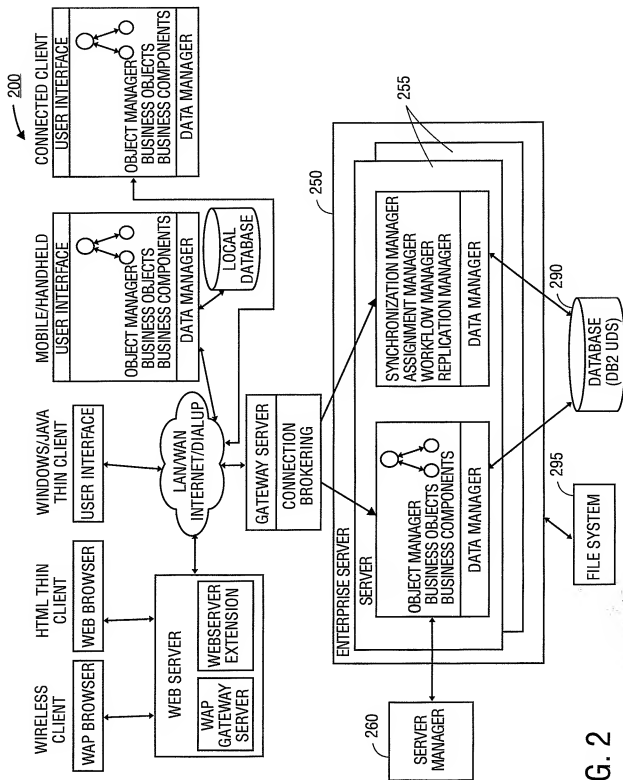 200
WIRELESS
CLIENT
WAP BROWSER
HTML THIN
CLIENT
WEB BROWSER
WINDOWS/JAVA
THIN CLIENT
USER INTERFACE
MOBILE/HANDHELD
USER INTERFACE
OBJECT MANAGER
BUSINESS OBJECTS
BUSINESS COMPONENTS
DATA MANAGER
CONNECTED CLIENT
USER INTERFACE
OBJECT MANAGER
BUSINESS OBJECTS
BUSINESS COMPONENTS
DATA MANAGER
LOCAL
DATABASE
WEB SERVER
WAP
GATEWAY
SERVER
WEBSERVER
EXTENSION
LAN/WAN
INTERNET/DIALUP
GATEWAY SERVER
CONNECTION
BROKERING
250
255
ENTERPRISE SERVER
SERVER
OBJECT MANAGER
BUSINESS OBJECTS
BUSINESS COMPONENTS
DATA MANAGER
SYNCHRONIZATION MANAGER
ASSIGNMENT MANAGER
WORKFLOW MANAGER
REPLICATION MANAGER
DATA MANAGER
260
SERVER
MANAGER
295
FILE SYSTEM
290
DATABASE
(DB2 UDS)
G. 2